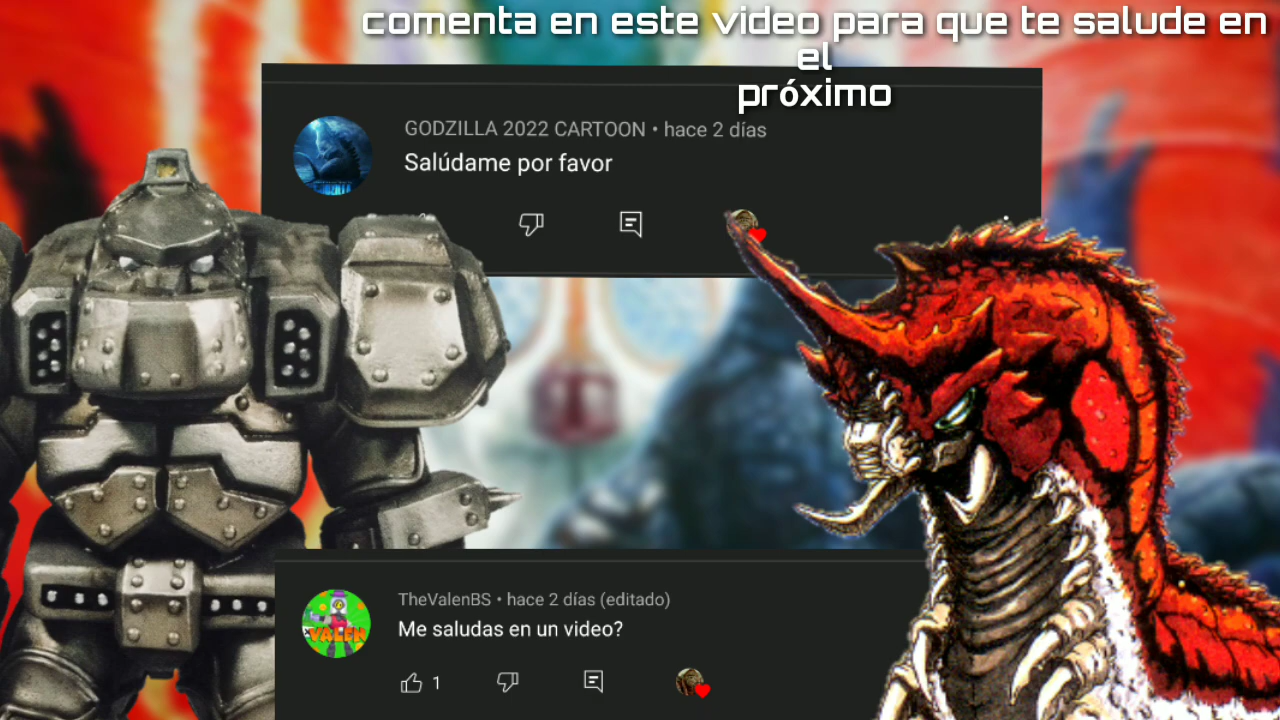 comenta en este video para que te salude en
el
próximo
GODZILLA 2022 CARTOON • hace 2 días
Salúdame por favor
TheValenBS • hace 2 días (editado)
VALEN
Me saludas en un video?
1